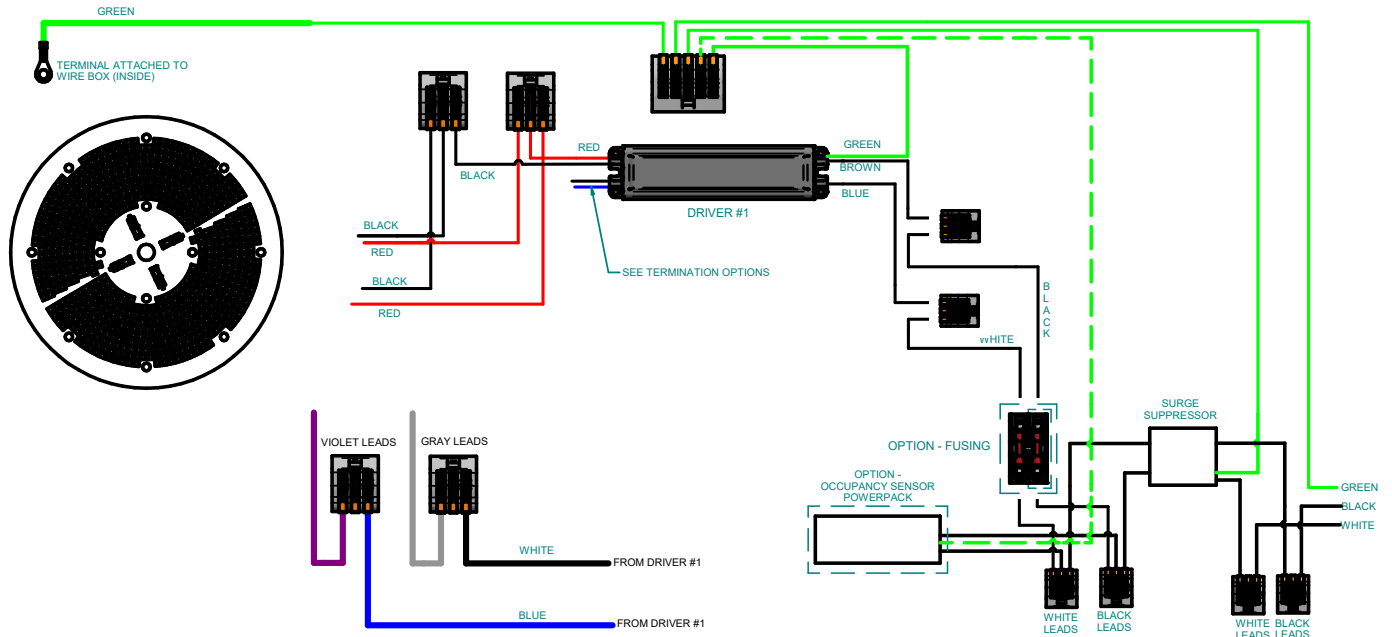 GREEN
TERMINAL ATTACHED TO
WIRE BOX (INSIDE)
RED
BLACK
GREEN
BROWN
BLUE
DRIVER #1
BLACK
RED
BLACK
RED
SEE TERMINATION OPTIONS
BLACK
WHITE
SURGE
SUPPRESSOR
OPTION - FUSING
VIOLET LEADS
GRAY LEADS
OPTION -
OCCUPANCY SENSOR
POWERPACK
GREEN
BLACK
WHITE
WHITE
FROM DRIVER #1
BLUE
FROM DRIVER #1
WHITE
LEADS
BLACK
LEADS
WHITE
LEADS
BLACK
LEADS